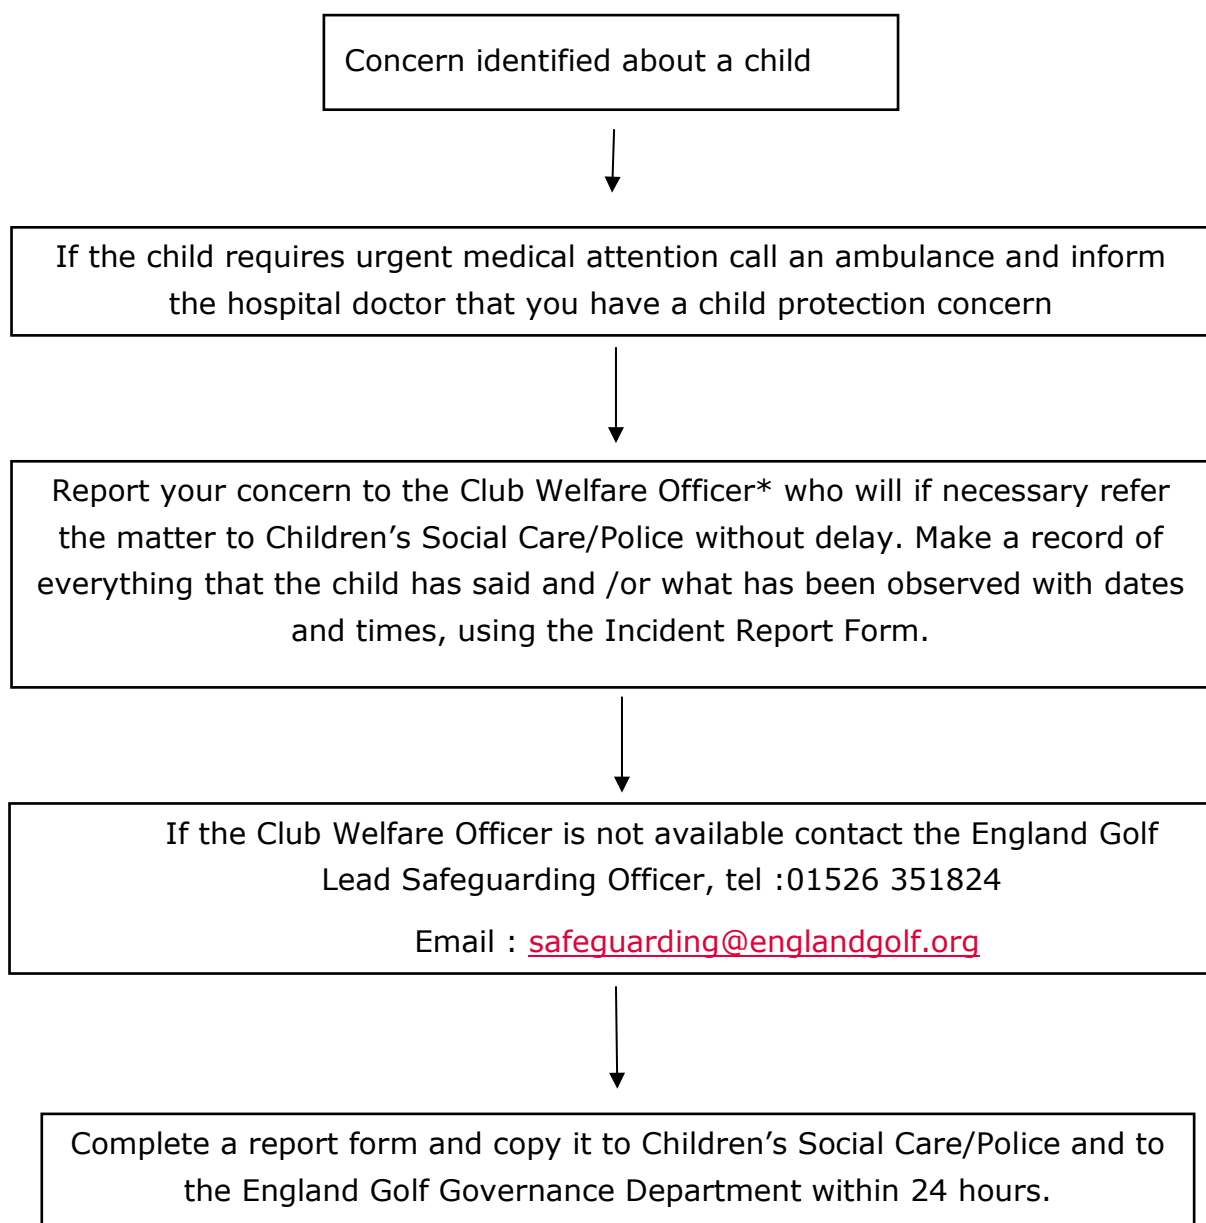 Concern identified about a child
If the child requires urgent medical attention call an ambulance and inform
the hospital doctor that you have a child protection concern
Report your concern to the Club Welfare Officer* who will if necessary refer
the matter to Children’s Social Care/Police without delay. Make a record of
everything that the child has said and /or what has been observed with dates
and times, using the Incident Report Form.
If the Club Welfare Officer is not available contact the England Golf
Lead Safeguarding Officer, tel :01526 351824
Email : safeguarding@englandgolf.org
Complete a report form and copy it to Children’s Social Care/Police and to
the England Golf Governance Department within 24 hours.